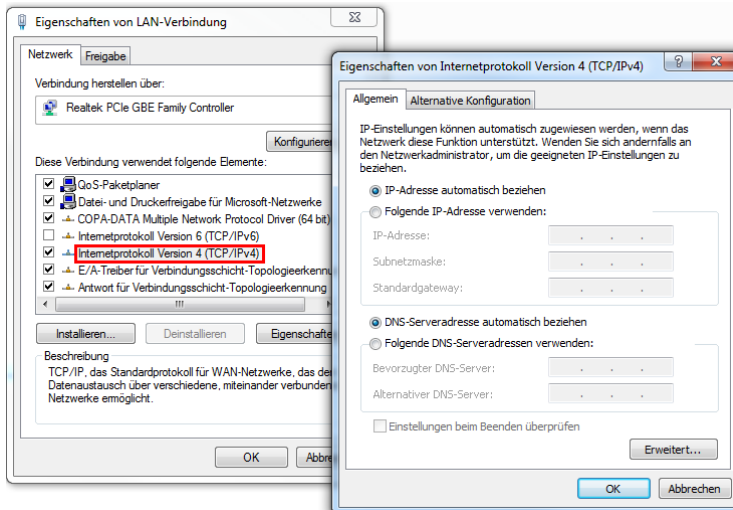 Eigenschaften von LAN-Verbindung
Netzwerk Freigabe
Verbindung herstellen über:
Realtek PCIe GBE Family Controller
Konfigurieren
Diese Verbindung verwendet folgende Elemente:
QoS-Paketplaner
Datei- und Druckerfreigabe für Microsoft-Netzwerke
COPA-DATA Multiple Network Protocol Driver (64 bit)
Internetprotokoll Version 6 (TCP/IPv6)
Internetprotokoll Version 4 (TCP/IPv4)
E/A-Treiber für Verbindungsschicht-Topologieerkennu
Antwort für Verbindungsschicht-Topologieerkennung
Installieren... Deinstallieren Eigenschafte
Beschreibung
TCP/IP, das Standardprotokoll für WAN-Netzwerke, das de
Datenaustausch über verschiedene, miteinander verbunden
Netzwerke ermöglicht.
OK Abbre
Eigenschaften von Internetprotokoll Version 4 (TCP/IPv4)
Allgemein Alternative Konfiguration
IP-Einstellungen können automatisch zugewiesen werden, wenn das
Netzwerk diese Funktion unterstützt. Wenden Sie sich andernfalls an
den Netzwerkadministrator, um die geeigneten IP-Einstellungen zu
beziehen.
IP-Adresse automatisch beziehen
Folgende IP-Adresse verwenden:
IP-Adresse:
Subnetzmaske:
Standardgateway:
DNS-Serveradresse automatisch beziehen
Folgende DNS-Serveradressen verwenden:
Bevorzugter DNS-Server:
Alternativer DNS-Server:
Einstellungen beim Beenden überprüfen
Erweitert...
OK Abbrechen